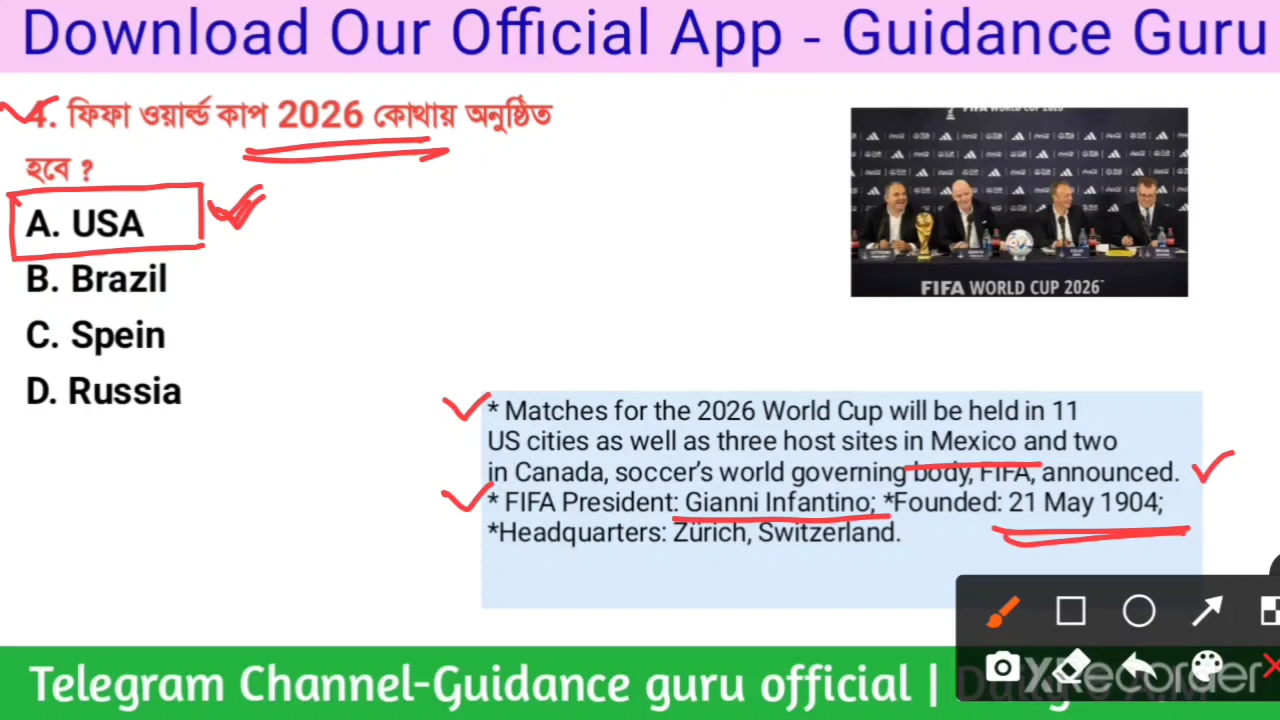 Download Our Official App - Guidance Guru
4. ফিফা ওয়ার্ল্ড কাপ 2026 কোথায় অনুষ্ঠিত
হবে ?
A. USA
B. Brazil
C. Spein
D. Russia
FIFA WORLD CUP 2026
* Matches for the 2026 World Cup will be held in 11
US cities as well as three host sites in Mexico and two
in Canada, soccer's world governing body, FIFA, announced.
* FIFA President: Gianni Infantino; *Founded: 21 May 1904;
*Headquarters: Zürich, Switzerland.
XRecorder
Telegram Channel-Guidance guru official |